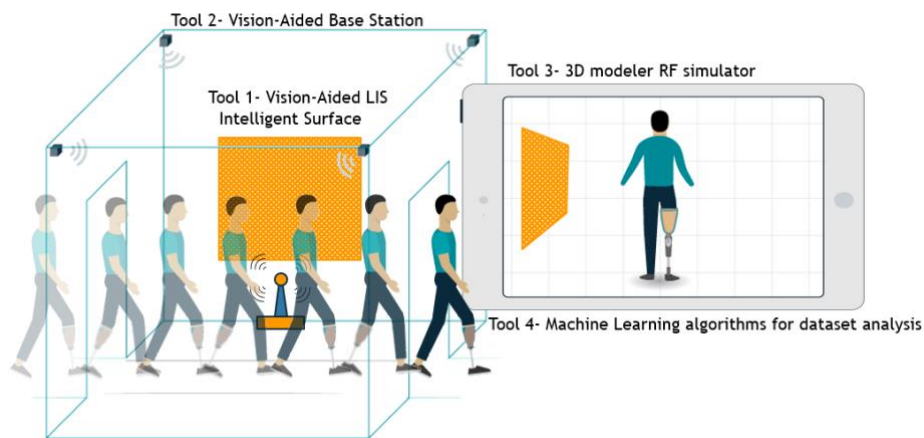 Tool 2- Vision-Aided Base Station
Tool 3- 3D modeler RF simulator
Tool 1- Vision-Aided LIS
Intelligent Surface
Tool 4- Machine Learning algorithms for dataset analysis